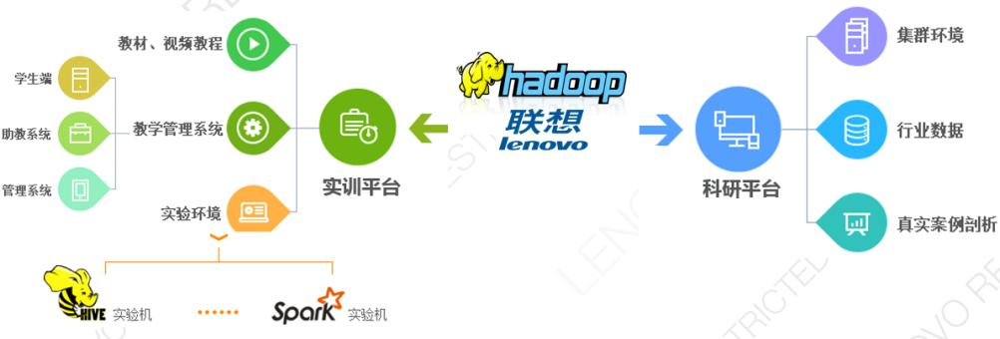 教材、视频教程
学生端
教学管理系统
助教系统
管理系统
实验环境
HIVE 实验机
Spark 实验机
实训平台
hadoop
联想
lenovo
科研平台
集群环境
行业数据
真实案例剖析